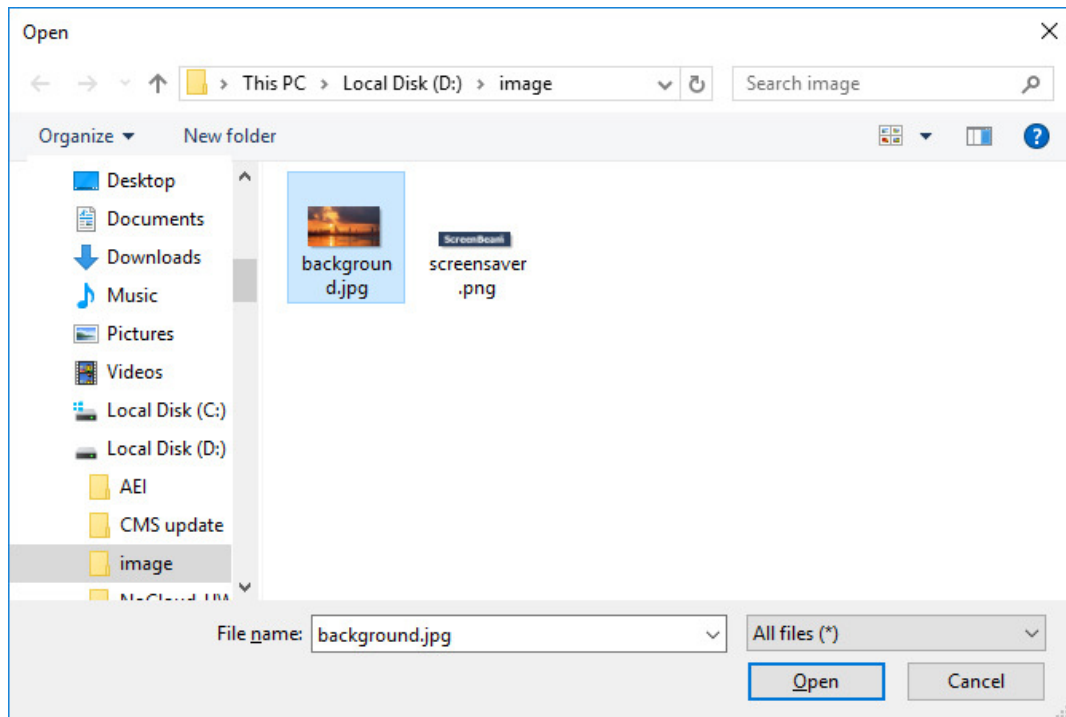 Open
This PC > Local Disk (D:) > image
Search image
Organize
New folder
Desktop
Documents
Downloads
Music
Pictures
Videos
Local Disk (C:)
Local Disk (D:)
AEI
CMS update
image
backgroun
d.jpg
ScreenBeam
screensaver
.png
File name:
background.jpg
All files (*)
Open
Cancel